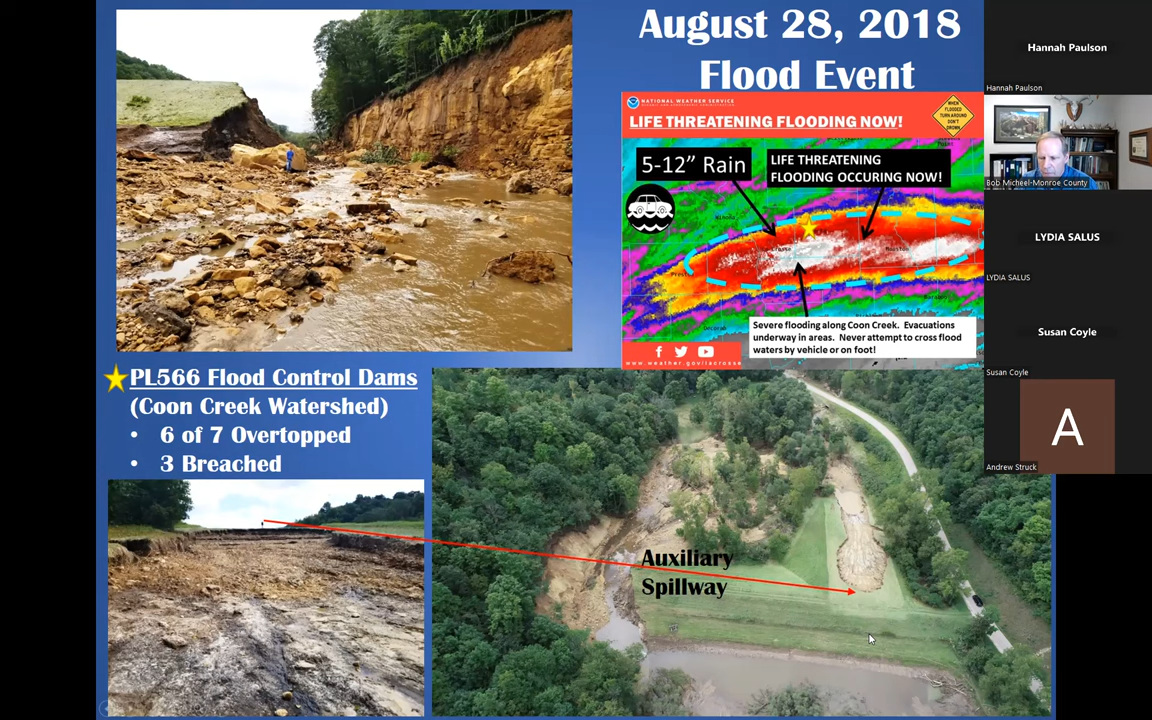 August 28, 2018
Flood Event
NATIONAL WEATHER SERVICE
LIFE THREATENING FLOODING NOW!
WHEN
FLOODED
TURN AROUND
DON'T
DROWN
5-12” Rain
LIFE THREATENING
FLOODING OCCURING NOW!
Severe flooding along Coon Creek. Evacuations
underway in areas. Never attempt to cross flood
waters by vehicle or on foot!
www.weather.gov/lacrosse
PL566 Flood Control Dams
(Coon Creek Watershed)
• 6 of 7 Overtopped
• 3 Breached
Auxiliary
Spillway
Hannah Paulson
Hannah Paulson
Bob Micheel-Monroe County
LYDIA SALUS
LYDIA SALUS
Susan Coyle
Susan Coyle
A
Andrew Struck